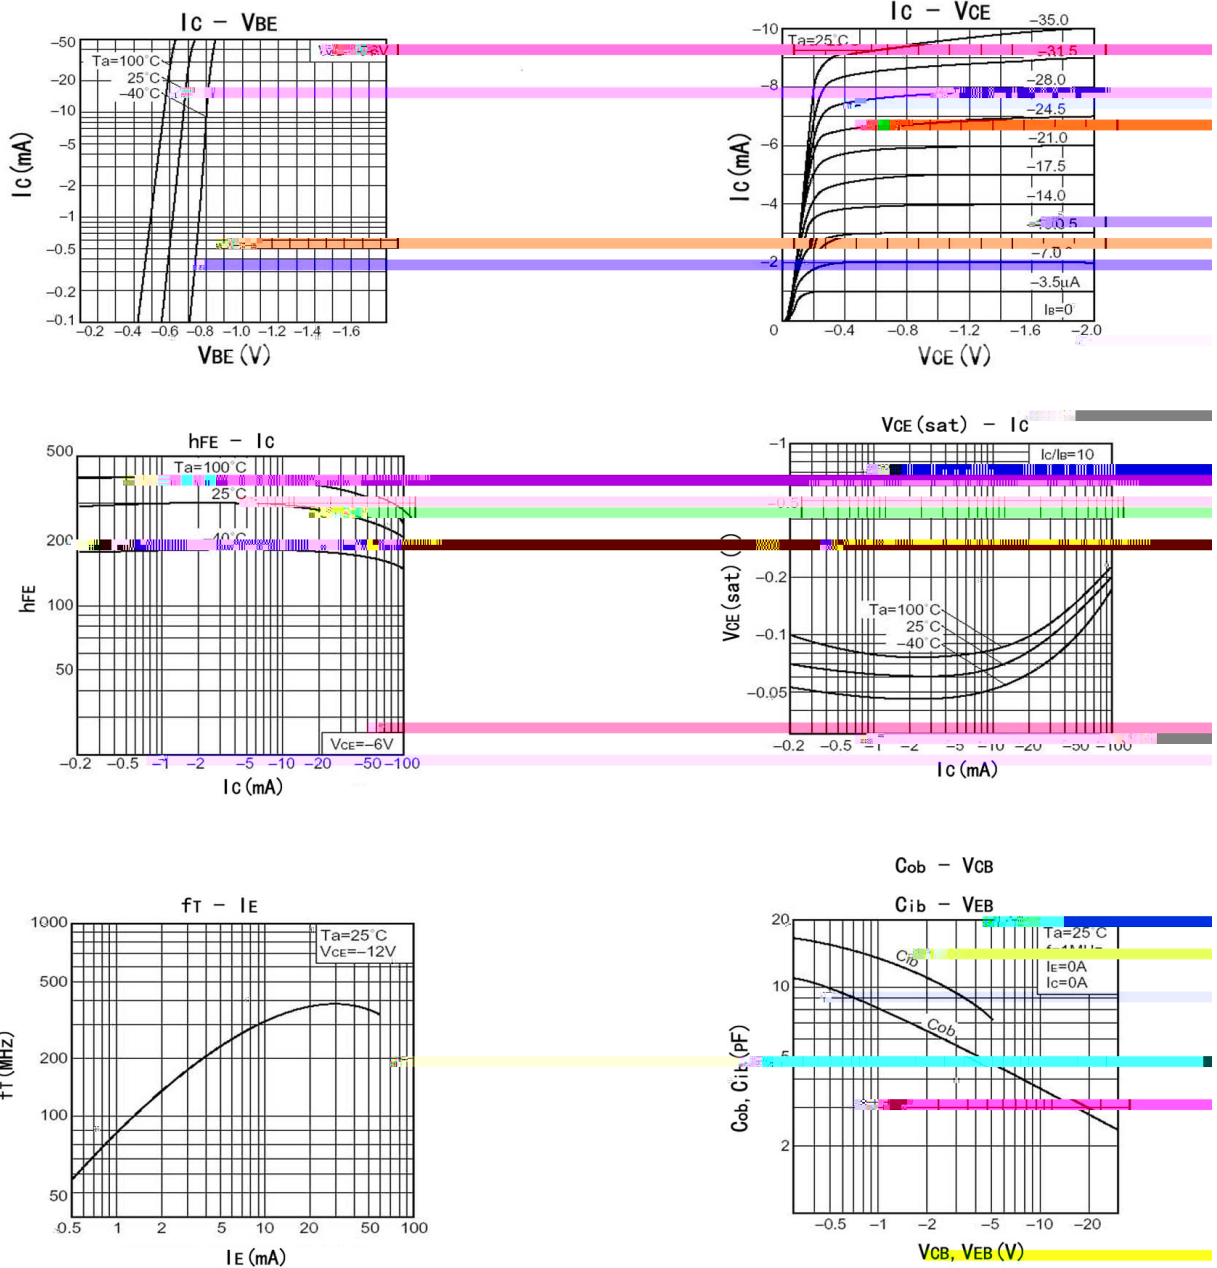 IC - VBE
-50
-20
-10
-5
-2
-1
-0.5
-0.2
-0.1
Ta=100°C
25°C
-40°C
-0.2 -0.4 -0.6 -0.8 -1.0 -1.2 -1.4 -1.6
IC(mA)
VBE(V)
IC - VCE
-10
-8
-6
-4
-2
0
Ta=25°C
-35.0
-31.5
-28.0
-24.5
-21.0
-17.5
-14.0
-7.0
-3.5uA
IB=0
-0.4 -0.8 -1.2 -1.6 -2.0
IC(mA)
VCE(V)
hFE - IC
500
200
100
50
Ta=100°C
25°C
-40°C
VCE=-6V
-0.2 -0.5 -1 -2 -5 -10 -20 -50 -100
hFE
IC(mA)
VCE(sat) - IC
-1
-0.2
-0.1
-0.05
IC/IB=10
Ta=100°C
25°C
-40°C
-0.2 -0.5 -1 -2 -5 -10 -20 -50 -100
VCE(sat)
IC(mA)
fT - IE
1000
500
200
100
50
Ta=25°C
VCE=-12V
0.5 1 2 5 10 20 50 100
fT(MHz)
IE(mA)
Cob - VCB
Cib - VEB
20
10
5
2
Cib
Cob
Ta=25°C
f=1MHz
IE=0A
IC=0A
-0.5 -1 -2 -5 -10 -20
Cob, Cib(PF)
VCB, VEB(V)